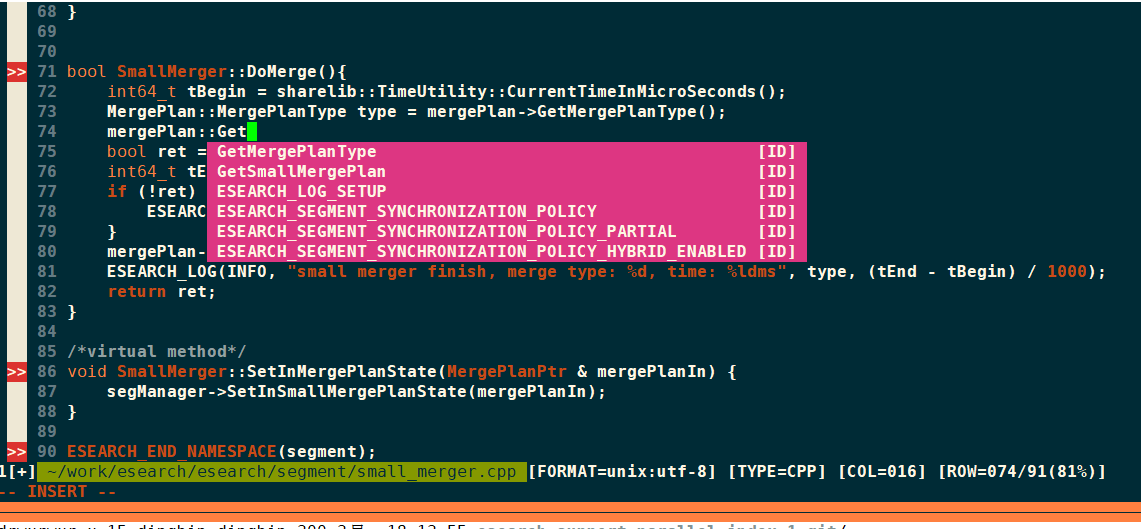 68 }
69
70
>> 71 bool SmallMerger::DoMerge(){
72     int64_t tBegin = sharelib::TimeUtility::CurrentTimeInMicroSeconds();
73     MergePlan::MergePlanType type = mergePlan->GetMergePlanType();
74     mergePlan::Get
75     bool ret = GetMergePlanType [ID]
76     int64_t tE GetSmallMergePlan [ID]
77     if (!ret) ESEARCH_LOG_SETUP [ID]
78         ESEARC ESEARCH_SEGMENT_SYNCHRONIZATION_POLICY [ID]
79     } ESEARCH_SEGMENT_SYNCHRONIZATION_POLICY_PARTIAL [ID]
80     mergePlan- ESEARCH_SEGMENT_SYNCHRONIZATION_POLICY_HYBRID_ENABLED [ID]
81     ESEARCH_LOG(INFO, "small merger finish, merge type: %d, time: %ldms", type, (tEnd - tBegin) / 1000);
82     return ret;
83 }
84
85 /*virtual method*/
>> 86 void SmallMerger::SetInMergePlanState(MergePlanPtr & mergePlanIn) {
87     segManager->SetInSmallMergePlanState(mergePlanIn);
88 }
89
>> 90 ESEARCH_END_NAMESPACE(segment);
1[+] ~/work/esearch/esearch/segment/small_merger.cpp [FORMAT=unix:utf-8] [TYPE=CPP] [COL=016] [ROW=074/91(81%)]
-- INSERT --